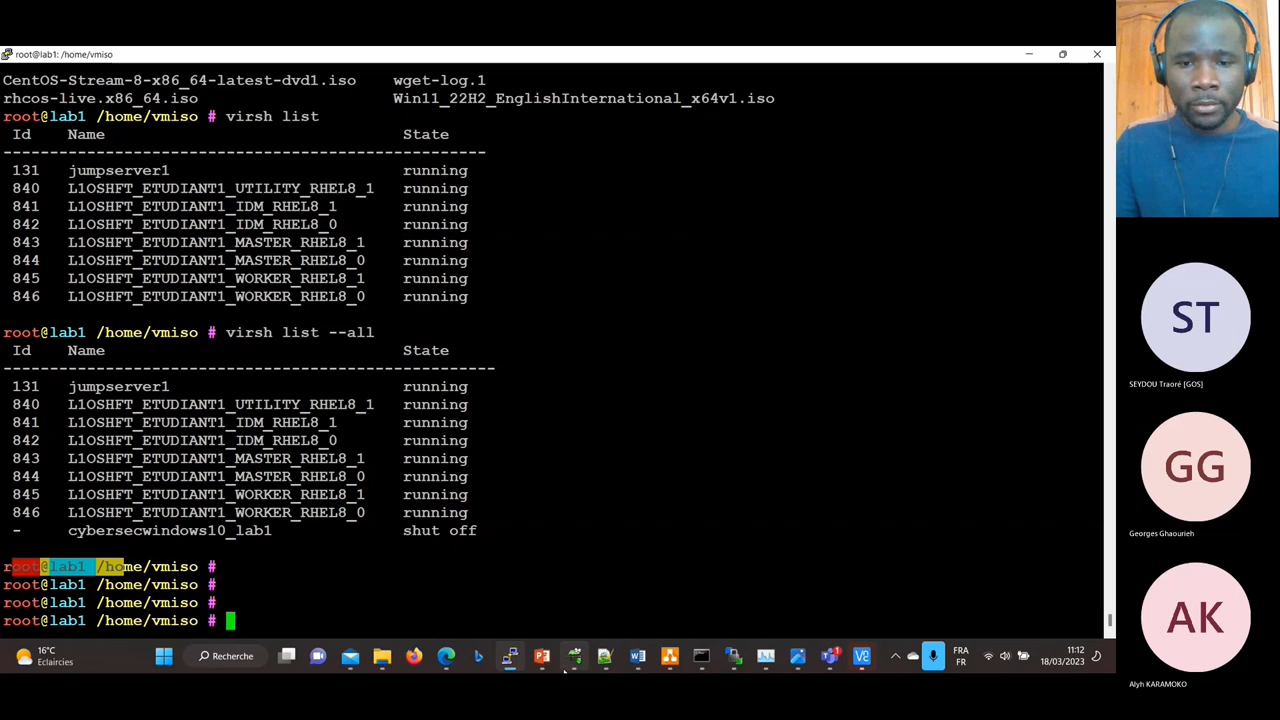 root@lab1: /home/vmiso
CentOS-Stream-8-x86_64-latest-dvd1.iso wget-log.1
rhcos-live.x86_64.iso Win11_22H2_EnglishInternational_x64v1.iso
root@lab1 /home/vmiso # virsh list
Id Name State
-----------------------------------------------------
131 jumpserver1 running
840 L1OSHFT_ETUDIANT1_UTILITY_RHEL8_1 running
841 L1OSHFT_ETUDIANT1_IDM_RHEL8_1 running
842 L1OSHFT_ETUDIANT1_IDM_RHEL8_0 running
843 L1OSHFT_ETUDIANT1_MASTER_RHEL8_1 running
844 L1OSHFT_ETUDIANT1_MASTER_RHEL8_0 running
845 L1OSHFT_ETUDIANT1_WORKER_RHEL8_1 running
846 L1OSHFT_ETUDIANT1_WORKER_RHEL8_0 running
root@lab1 /home/vmiso # virsh list --all
Id Name State
------------------------------------------------------
131 jumpserver1 running
840 L1OSHFT_ETUDIANT1_UTILITY_RHEL8_1 running
841 L1OSHFT_ETUDIANT1_IDM_RHEL8_1 running
842 L1OSHFT_ETUDIANT1_IDM_RHEL8_0 running
843 L1OSHFT_ETUDIANT1_MASTER_RHEL8_1 running
844 L1OSHFT_ETUDIANT1_MASTER_RHEL8_0 running
845 L1OSHFT_ETUDIANT1_WORKER_RHEL8_1 running
846 L1OSHFT_ETUDIANT1_WORKER_RHEL8_0 running
- cybersecwindows10_lab1 shut off
root@lab1 /home/vmiso #
root@lab1 /home/vmiso #
root@lab1 /home/vmiso #
root@lab1 /home/vmiso #
16°C
Eclaircies
Recherche
FRA
FR
11:12
18/03/2023
ST
SEYDOU Traoré [GOS]
GG
Georges Ghaourieh
AK
Alyh KARAMOKO